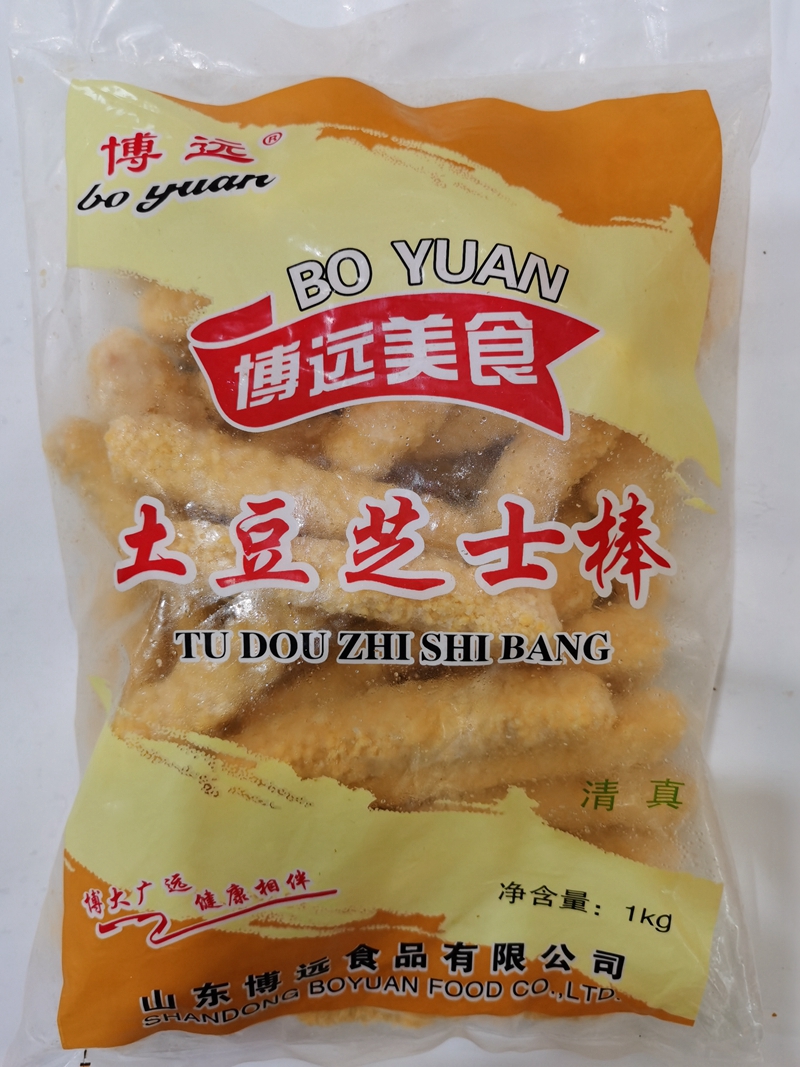 博远®
bo yuan
BO YUAN
博远美食
土豆芝士棒
TU DOU ZHI SHI BANG
清真
博大广远 健康相伴
净含量：1kg
山东博远食品有限公司
SHANDONG BOYUAN FOOD CO.,LTD.